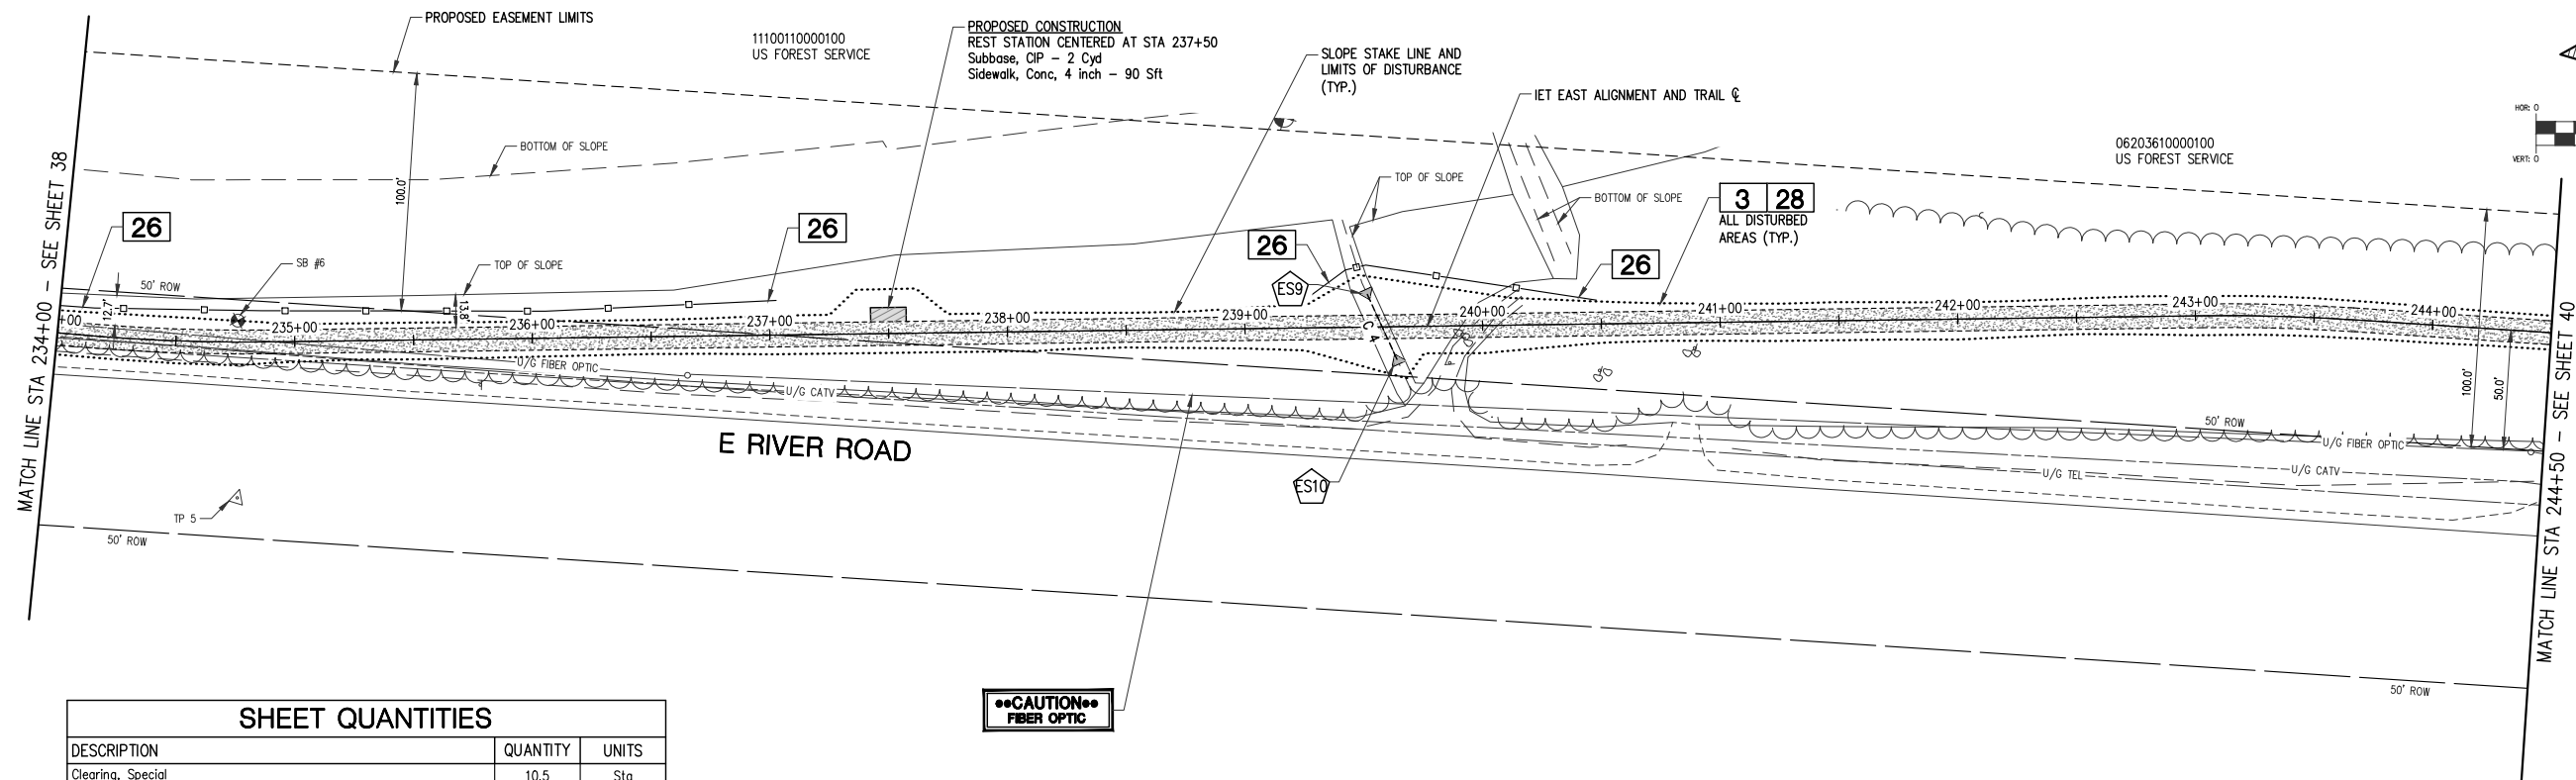 PROPOSED EASEMENT LIMITS
11100110000100
US FOREST SERVICE
PROPOSED CONSTRUCTION
REST STATION CENTERED AT STA 237+50
Subbase, CIP - 2 Cyd
Sidewalk, Conc, 4 inch - 90 Sft
SLOPE STAKE LINE AND
LIMITS OF DISTURBANCE
(TYP.)
IET EAST ALIGNMENT AND TRAIL ℄
HOR: 0
VERT: 0
06203610000100
US FOREST SERVICE
MATCH LINE STA 234+00 - SEE SHEET 38
BOTTOM OF SLOPE
100.0'
TOP OF SLOPE
BOTTOM OF SLOPE
3 28
ALL DISTURBED
AREAS (TYP.)
26
26
26
26
SB #6
TOP OF SLOPE
50' ROW
12.7'
13.8'
ES9
+00
235+00
236+00
237+00
238+00
239+00
240+00
241+00
242+00
243+00
244+00
U/G FIBER OPTIC
U/G CATV
E RIVER ROAD
100.0'
50.0'
50' ROW
U/G FIBER OPTIC
U/G CATV
U/G TEL
ES10
TP 5
50' ROW
MATCH LINE STA 244+50 - SEE SHEET 40
50' ROW
••CAUTION••
FIBER OPTIC
SHEET QUANTITIES
DESCRIPTION QUANTITY UNITS
Clearing, Special 10.5 Sta